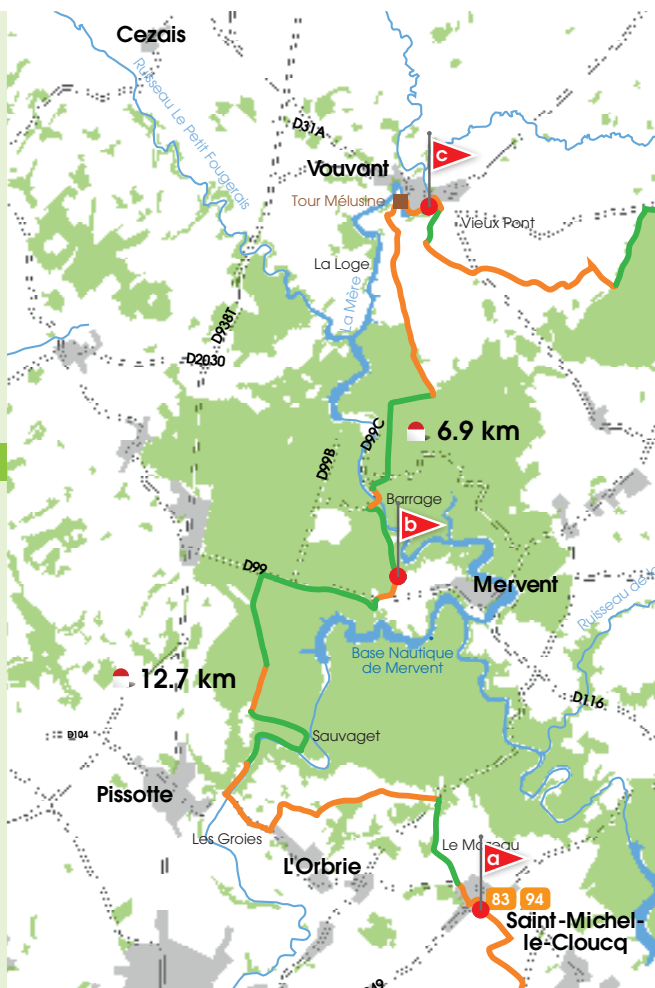 Cezais
Ruisseau Le Petit Fougerais
D31A
c
Vouvant
Tour Mélusine
Vieux Pont
La Loge
La Mère
D938T
D2030
D99C
6.9 km
D99B
Barrage
b
D99
Mervent
Base Nautique
de Mervent
12.7 km
D116
D104
Sauvaget
Pissotte
Les Groies
L'Orbrie
a
83 94
Saint-Michel-
le-Cloucq